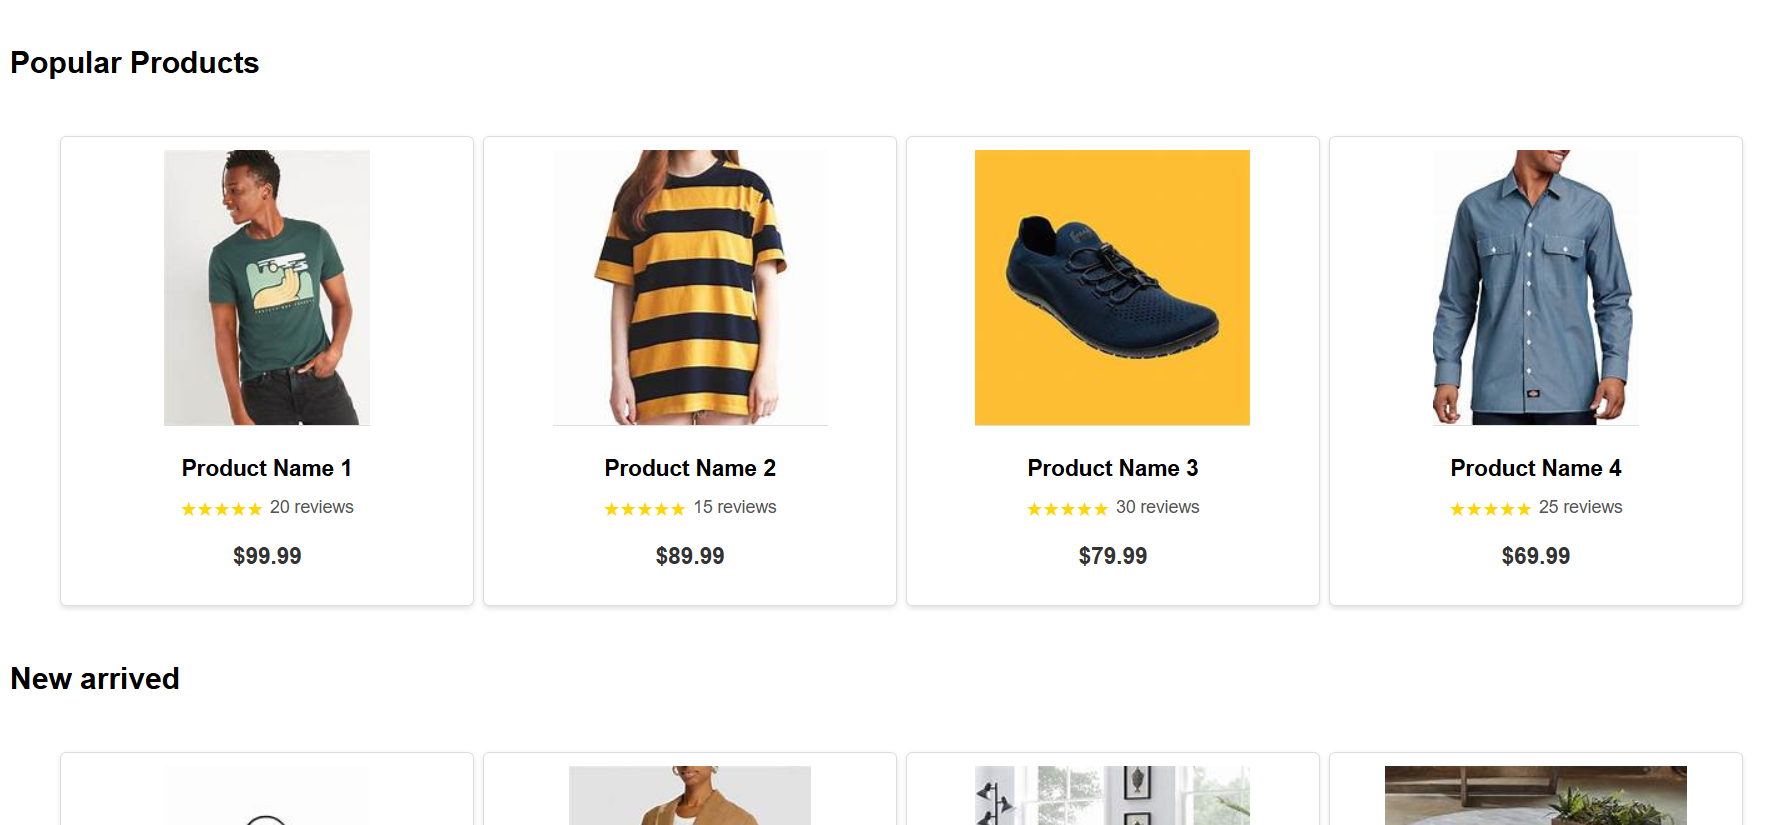 Popular Products
Product Name 1
★★★★★ 20 reviews
$99.99
Product Name 2
★★★★★ 15 reviews
$89.99
Product Name 3
★★★★★ 30 reviews
$79.99
Product Name 4
★★★★★ 25 reviews
$69.99
New arrived